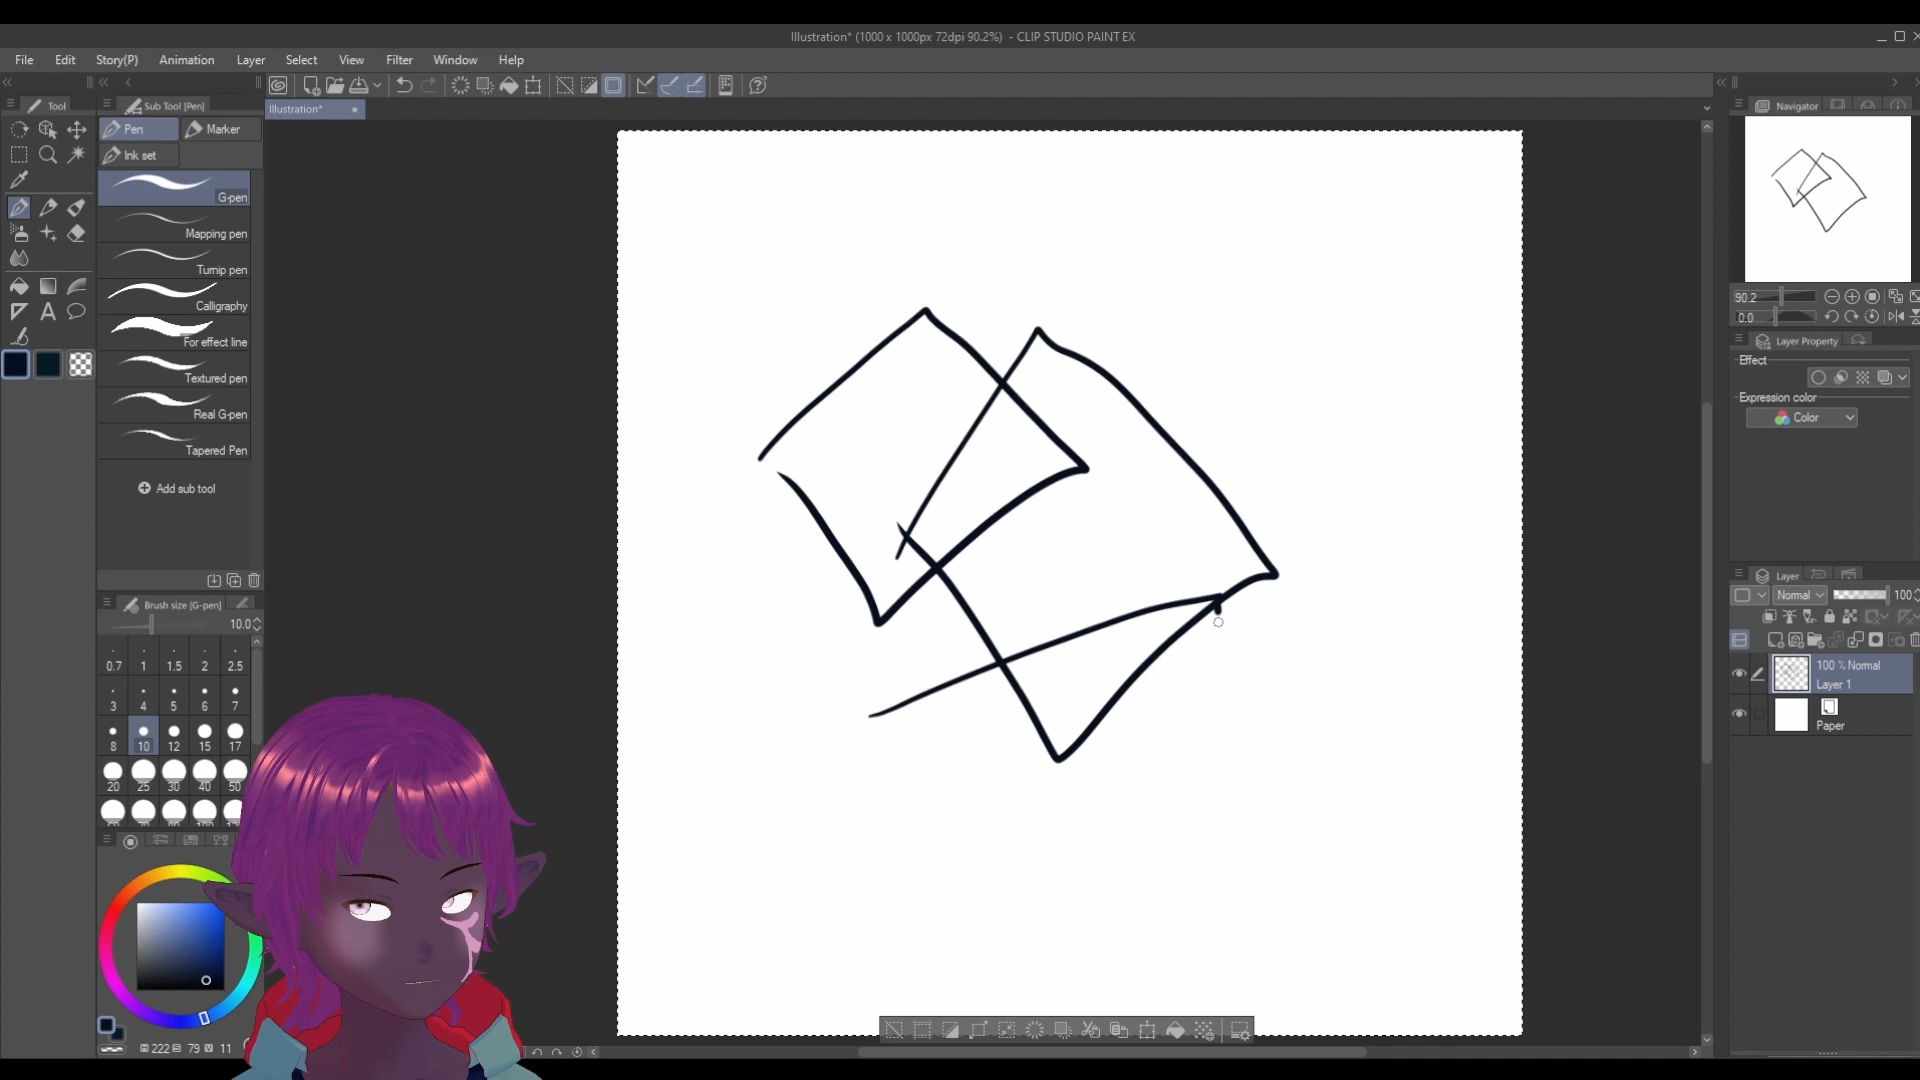 Illustration* (1000 x 1000px 72dpi 90.2%) - CLIP STUDIO PAINT EX
File Edit Story(P) Animation Layer Select View Filter Window Help
Tool
Sub Tool [Pen]
Illustration*
Pen
Marker
Ink set
G-pen
Mapping pen
Turnip pen
Calligraphy
For effect line
Textured pen
Real G-pen
Tapered Pen
Add sub tool
Brush size [G-pen]
10.0
0.7 1 1.5 2 2.5
3 4 5 6 7
8 10 12 15 17
20 25 30 40 50
222 79 11
Navigator
90.2
0.0
Layer Property
Effect
Expression color
Color
Layer
Normal 100
100 % Normal
Layer 1
Paper